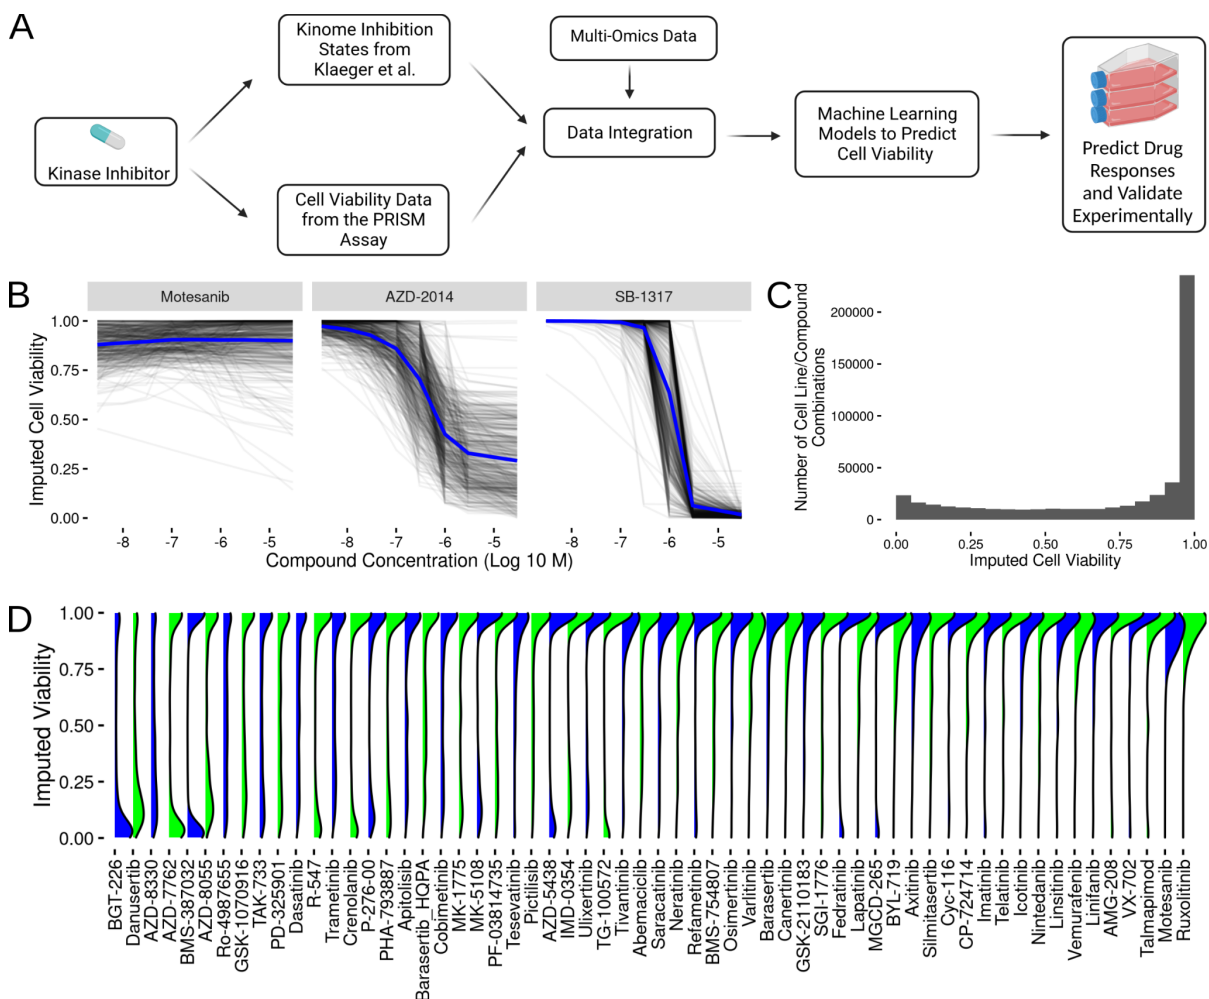 A
Kinase Inhibitor
Kinome Inhibition
States from
Klaeger et al.
Cell Viability Data
from the PRISM
Assay
Multi-Omics Data
Data Integration
Machine Learning
Models to Predict
Cell Viability
Predict Drug
Responses
and Validate
Experimentally
B
Motesanib
AZD-2014
SB-1317
Imputed Cell Viability
1.00
0.75
0.50
0.25
0.00
-8 -7 -6 -5 -8 -7 -6 -5 -8 -7 -6 -5
Compound Concentration (Log 10 M)
C
Number of Cell Line/Compound
Combinations
200000
150000
100000
50000
0
0.00 0.25 0.50 0.75 1.00
Imputed Cell Viability
D
Imputed Viability
1.00
0.75
0.50
0.25
0.00
BGT-226
Danusertib
AZD-8330
AZD-7762
BMS-387032
AZD-8055
Ro-4987655
GSK-1070916
TAK-733
PD-325901
Dasatinib
R-547
Trametinib
Crenolanib
P-276-00
PHA-793887
Apitolisib
Barasertib_HQPA
Cobimetinib
MK-1775
MK-5108
PF-03814735
Tesevatinib
Pictilisib
AZD-5438
IMD-0354
Ulixertinib
TG-100572
Tivantinib
Abemaciclib
Saracatinib
Neratinib
Refametinib
BMS-754807
Osimertinib
Varlitinib
Barasertib
Canertinib
GSK-2110183
SGI-1776
Fedratinib
Lapatinib
MGCD-265
BYL-719
Axitinib
Silmitasertib
Cyc-116
CP-724714
Imatinib
Telatinib
Icotinib
Nintedanib
Linsitinib
Vemurafenib
Linifanib
AMG-208
VX-702
Talmapimod
Motesanib
Ruxolitinib